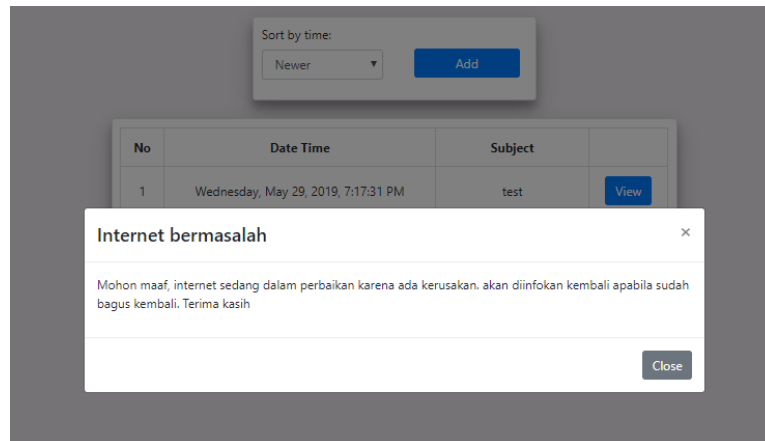 Sort by time:
Newer Add
No Date Time Subject
1 Wednesday, May 29, 2019, 7:17:31 PM test View
Internet bermasalah ×
Mohon maaf, internet sedang dalam perbaikan karena ada kerusakan. akan diinfokan kembali apabila sudah
bagus kembali. Terima kasih
Close